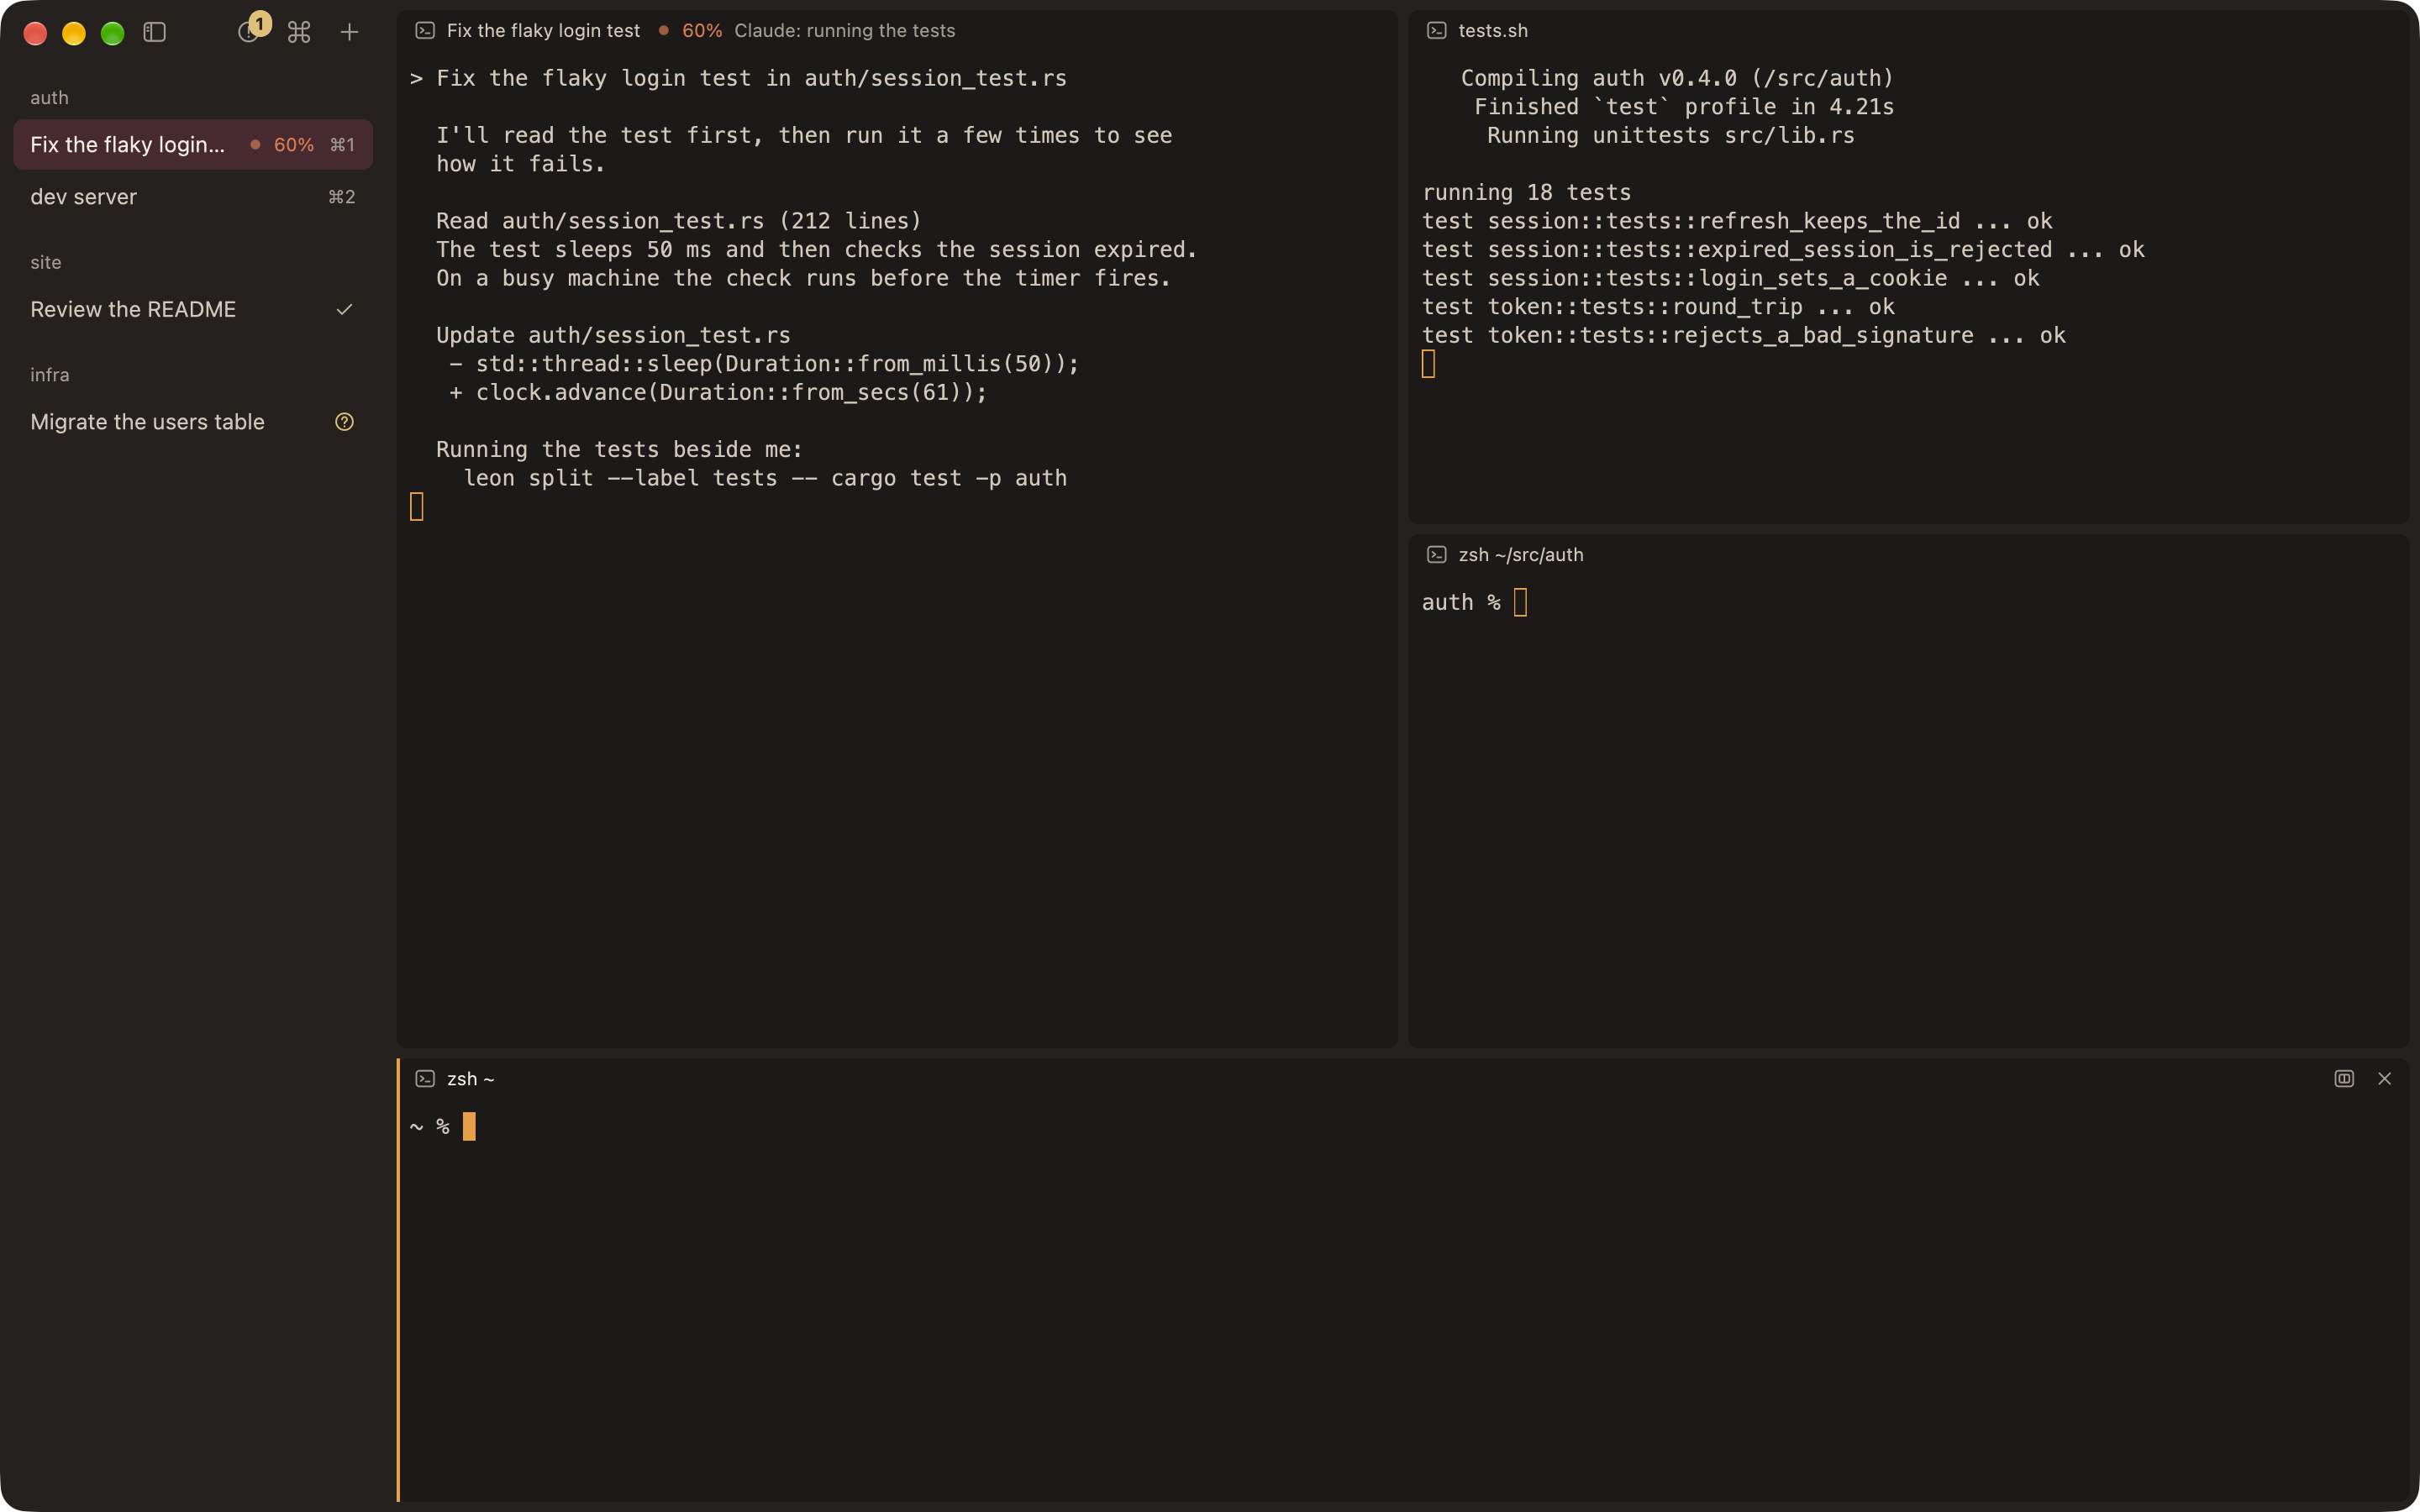 1
auth
Fix the flaky login... 60% ⌘1
dev server ⌘2
site
Review the README
infra
Migrate the users table
Fix the flaky login test 60% Claude: running the tests
> Fix the flaky login test in auth/session_test.rs
I'll read the test first, then run it a few times to see
how it fails.
Read auth/session_test.rs (212 lines)
The test sleeps 50 ms and then checks the session expired.
On a busy machine the check runs before the timer fires.
Update auth/session_test.rs
- std::thread::sleep(Duration::from_millis(50));
+ clock.advance(Duration::from_secs(61));
Running the tests beside me:
leon split --label tests -- cargo test -p auth
tests.sh
Compiling auth v0.4.0 (/src/auth)
Finished `test` profile in 4.21s
Running unittests src/lib.rs
running 18 tests
test session::tests::refresh_keeps_the_id ... ok
test session::tests::expired_session_is_rejected ... ok
test session::tests::login_sets_a_cookie ... ok
test token::tests::round_trip ... ok
test token::tests::rejects_a_bad_signature ... ok
zsh ~/src/auth
auth %
zsh ~
~ %